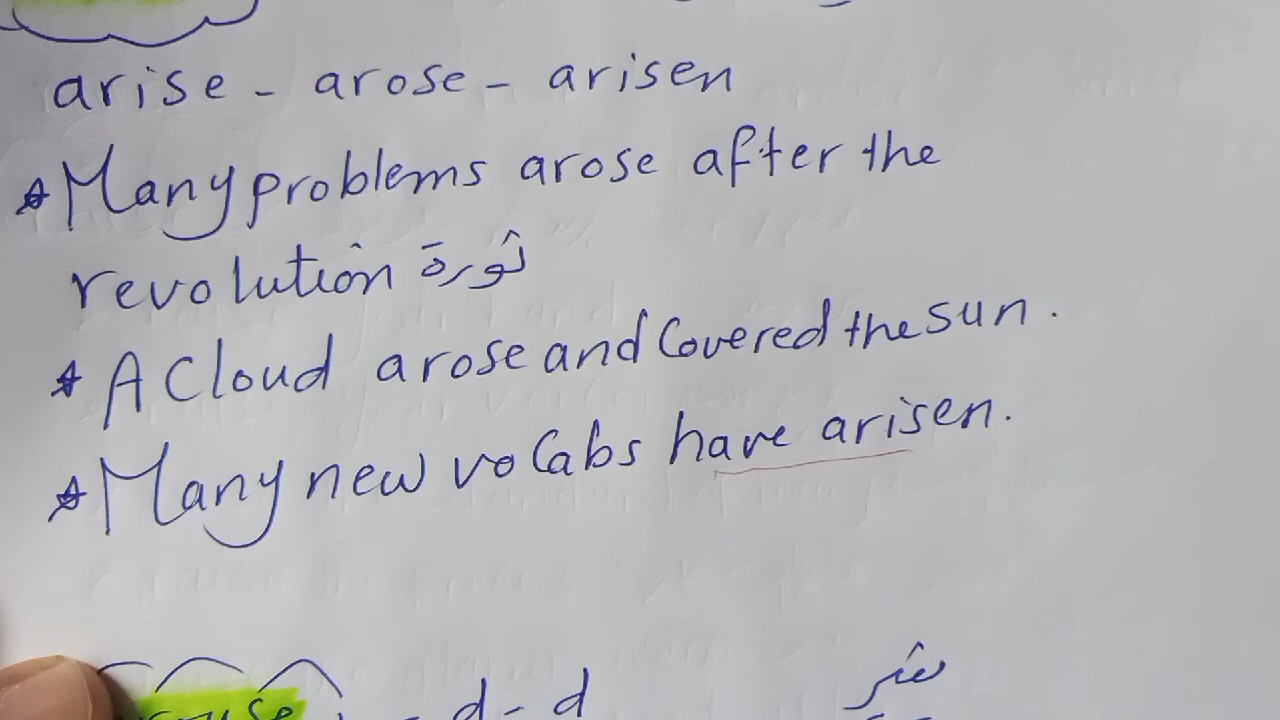 arise - arose - arisen
Many problems arose after the
revolution ثورة
A Cloud arose and Covered the sun.
Many new vocabs have arisen.
- d - d